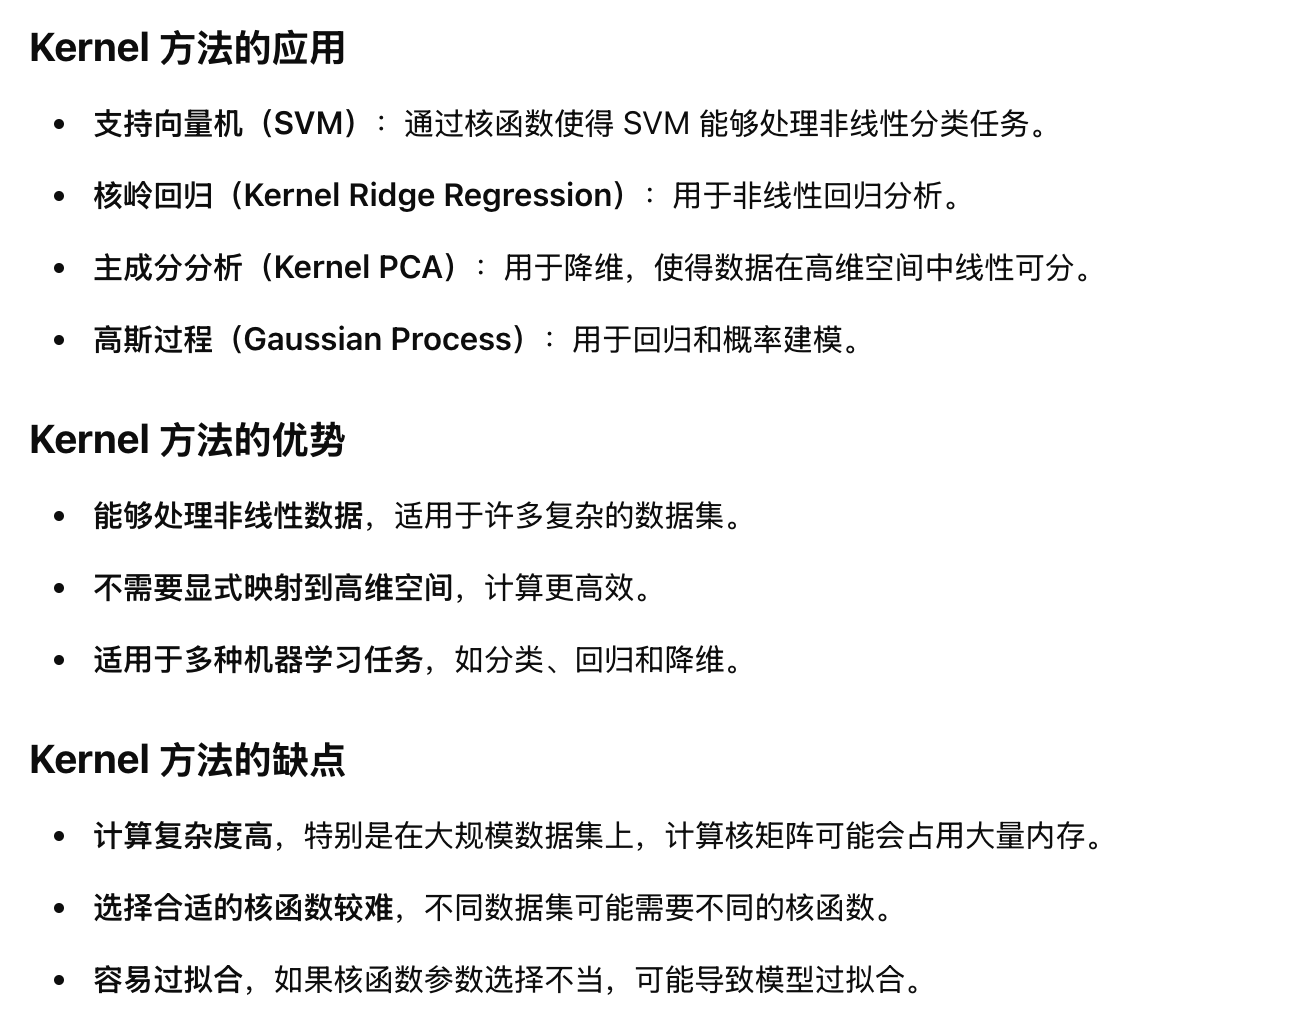 Kernel 方法的应用
• 支持向量机（SVM）：通过核函数使得 SVM 能够处理非线性分类任务。
• 核岭回归（Kernel Ridge Regression）：用于非线性回归分析。
• 主成分分析（Kernel PCA）：用于降维，使得数据在高维空间中线性可分。
• 高斯过程（Gaussian Process）：用于回归和概率建模。
Kernel 方法的优势
• 能够处理非线性数据，适用于许多复杂的数据集。
• 不需要显式映射到高维空间，计算更高效。
• 适用于多种机器学习任务，如分类、回归和降维。
Kernel 方法的缺点
• 计算复杂度高，特别是在大规模数据集上，计算核矩阵可能会占用大量内存。
• 选择合适的核函数较难，不同数据集可能需要不同的核函数。
• 容易过拟合，如果核函数参数选择不当，可能导致模型过拟合。